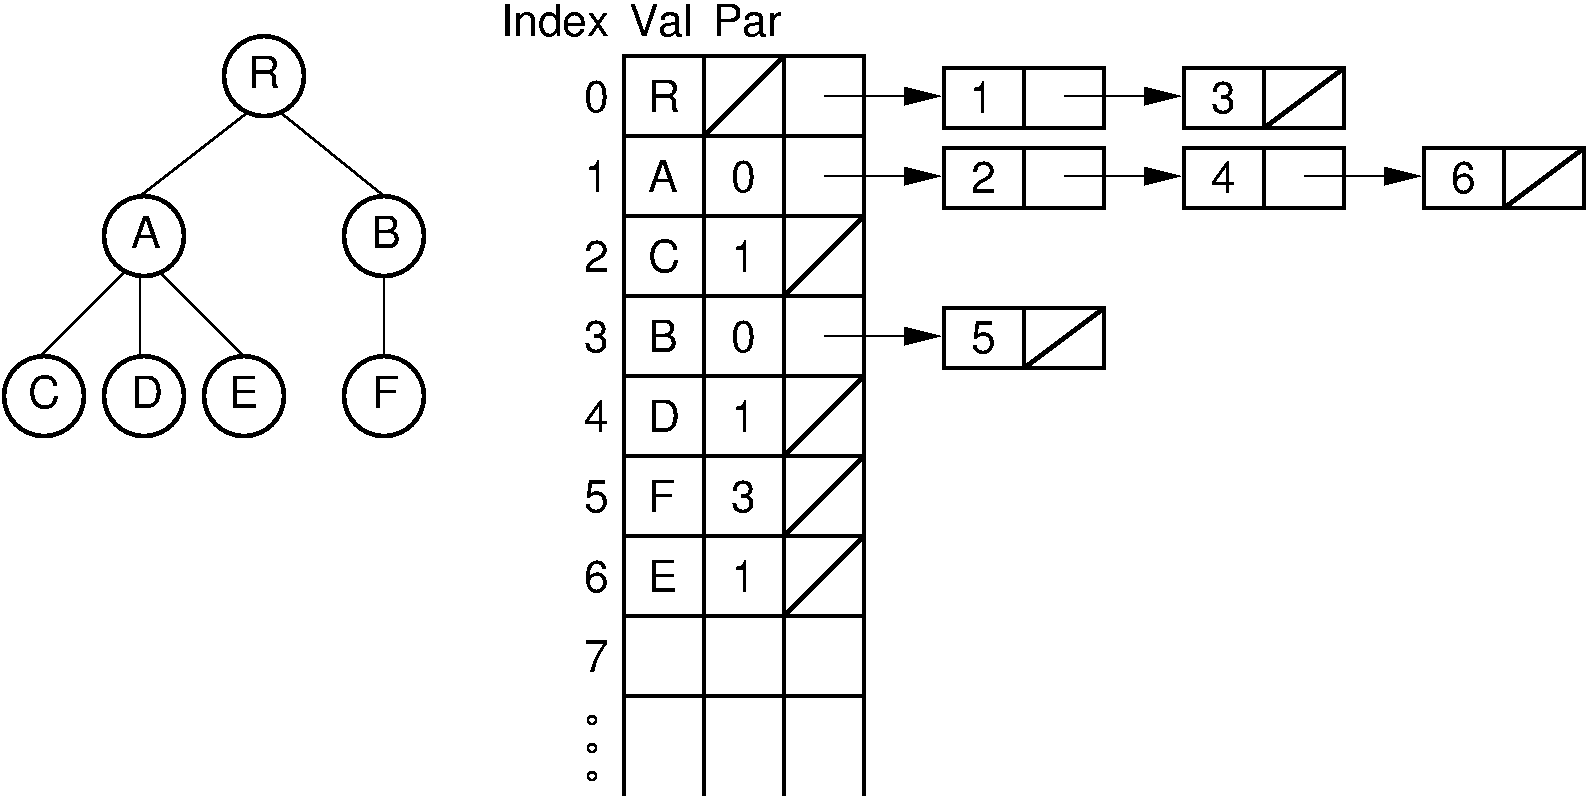 Index Val Par
R
0 R 1 3
1 A 0 2 4 6
A B
2 C 1
3 B 0 5
C D E F
4 D 1
5 F 3
6 E 1
7